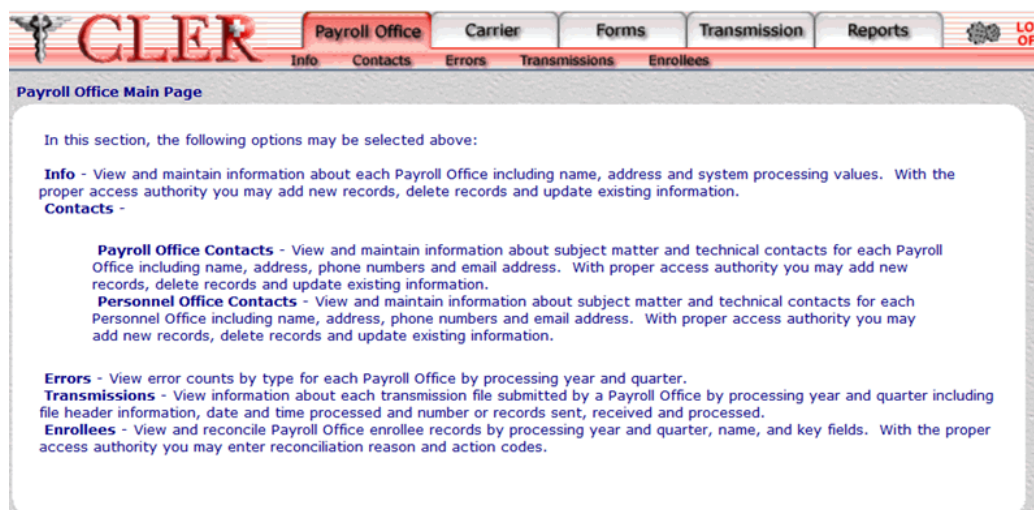 CLER
Payroll Office Carrier Forms Transmission Reports LO
OF
Info Contacts Errors Transmissions Enrollees
Payroll Office Main Page
In this section, the following options may be selected above:
Info - View and maintain information about each Payroll Office including name, address and system processing values. With the
proper access authority you may add new records, delete records and update existing information.
Contacts -
Payroll Office Contacts - View and maintain information about subject matter and technical contacts for each Payroll
Office including name, address, phone numbers and email address. With proper access authority you may add new
records, delete records and update existing information.
Personnel Office Contacts - View and maintain information about subject matter and technical contacts for each
Personnel Office including name, address, phone numbers and email address. With proper access authority you may
add new records, delete records and update existing information.
Errors - View error counts by type for each Payroll Office by processing year and quarter.
Transmissions - View information about each transmission file submitted by a Payroll Office by processing year and quarter including
file header information, date and time processed and number or records sent, received and processed.
Enrollees - View and reconcile Payroll Office enrollee records by processing year and quarter, name, and key fields. With the proper
access authority you may enter reconciliation reason and action codes.